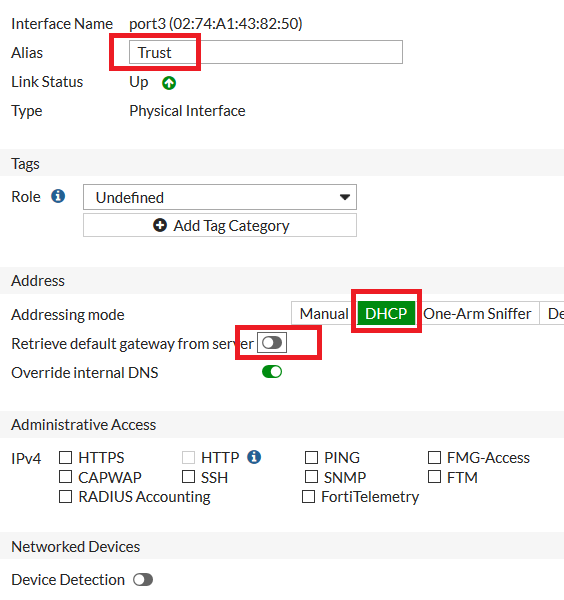 Interface Name port3 (02:74:A1:43:82:50)
Alias Trust
Link Status Up
Type Physical Interface
Tags
Role Undefined
Add Tag Category
Address
Addressing mode Manual DHCP One-Arm Sniffer De
Retrieve default gateway from server
Override internal DNS
Administrative Access
IPv4 HTTPS HTTP PING FMG-Access
CAPWAP SSH SNMP FTM
RADIUS Accounting FortiTelemetry
Networked Devices
Device Detection